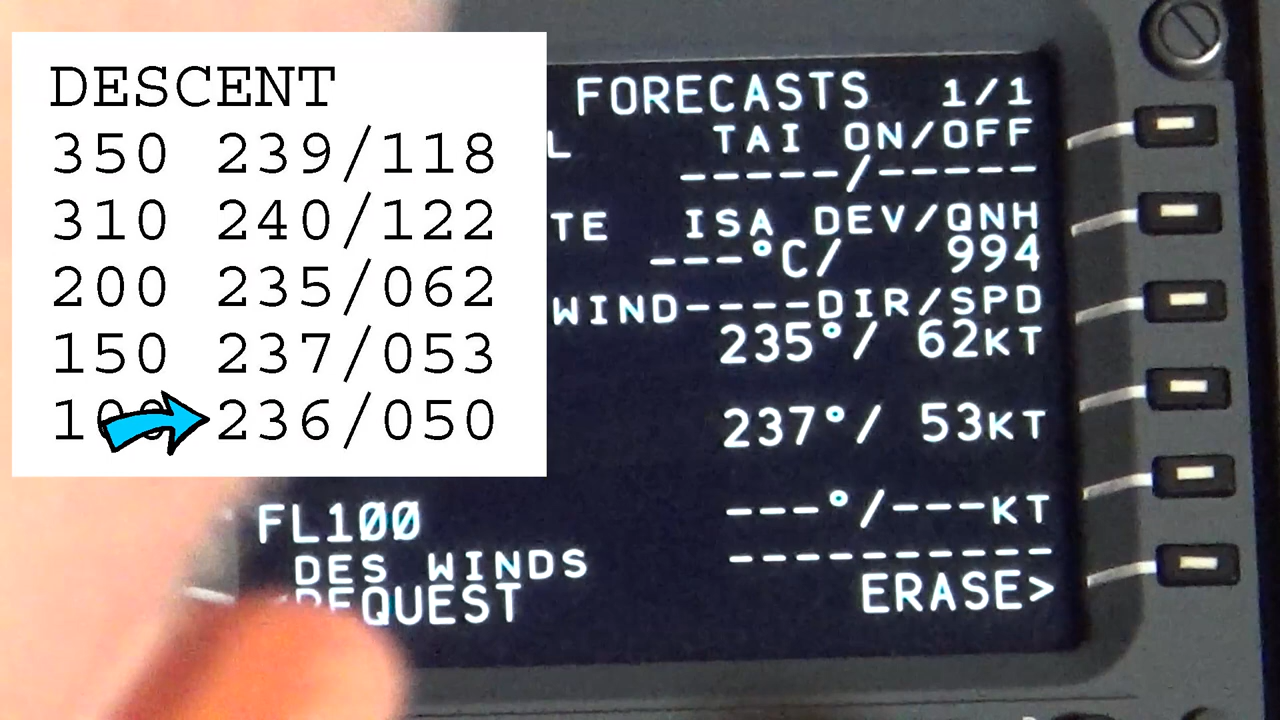 DESCENT
350 239/118
310 240/122
200 235/062
150 237/053
236/050
FORECASTS 1/1
TAI ON/OFF
-----/-----
ISA DEV/QNH
---°C/ 994
WIND----DIR/SPD
235°/ 62KT
237°/ 53KT
FL100 ---°/---KT
DES WINDS ----------
REQUEST ERASE>